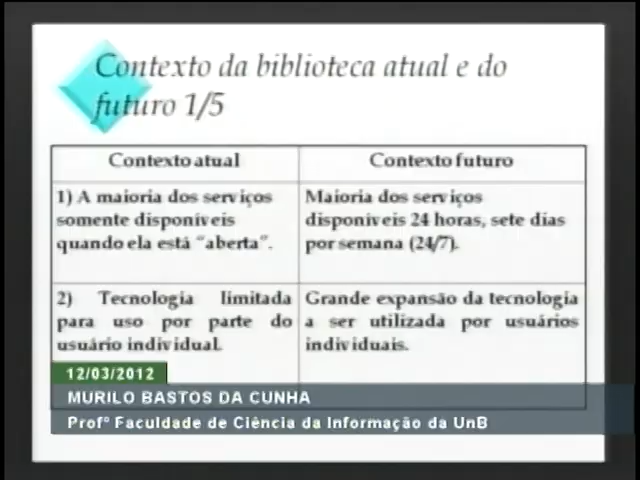 Contexto da biblioteca atual e do
futuro 1/5
Contexto atual
Contexto futuro
1) A maioria dos serviços
somente disponíveis
quando ela está “aberta”.
Maioria dos serviços
disponíveis 24 horas, sete dias
por semana (24/7).
2) Tecnologia limitada
para uso por parte do
usuário individual.
Grande expansão da tecnologia
a ser utilizada por usuários
individuais.
12/03/2012
MURILO BASTOS DA CUNHA
Profº Faculdade de Ciência da Informação da UnB